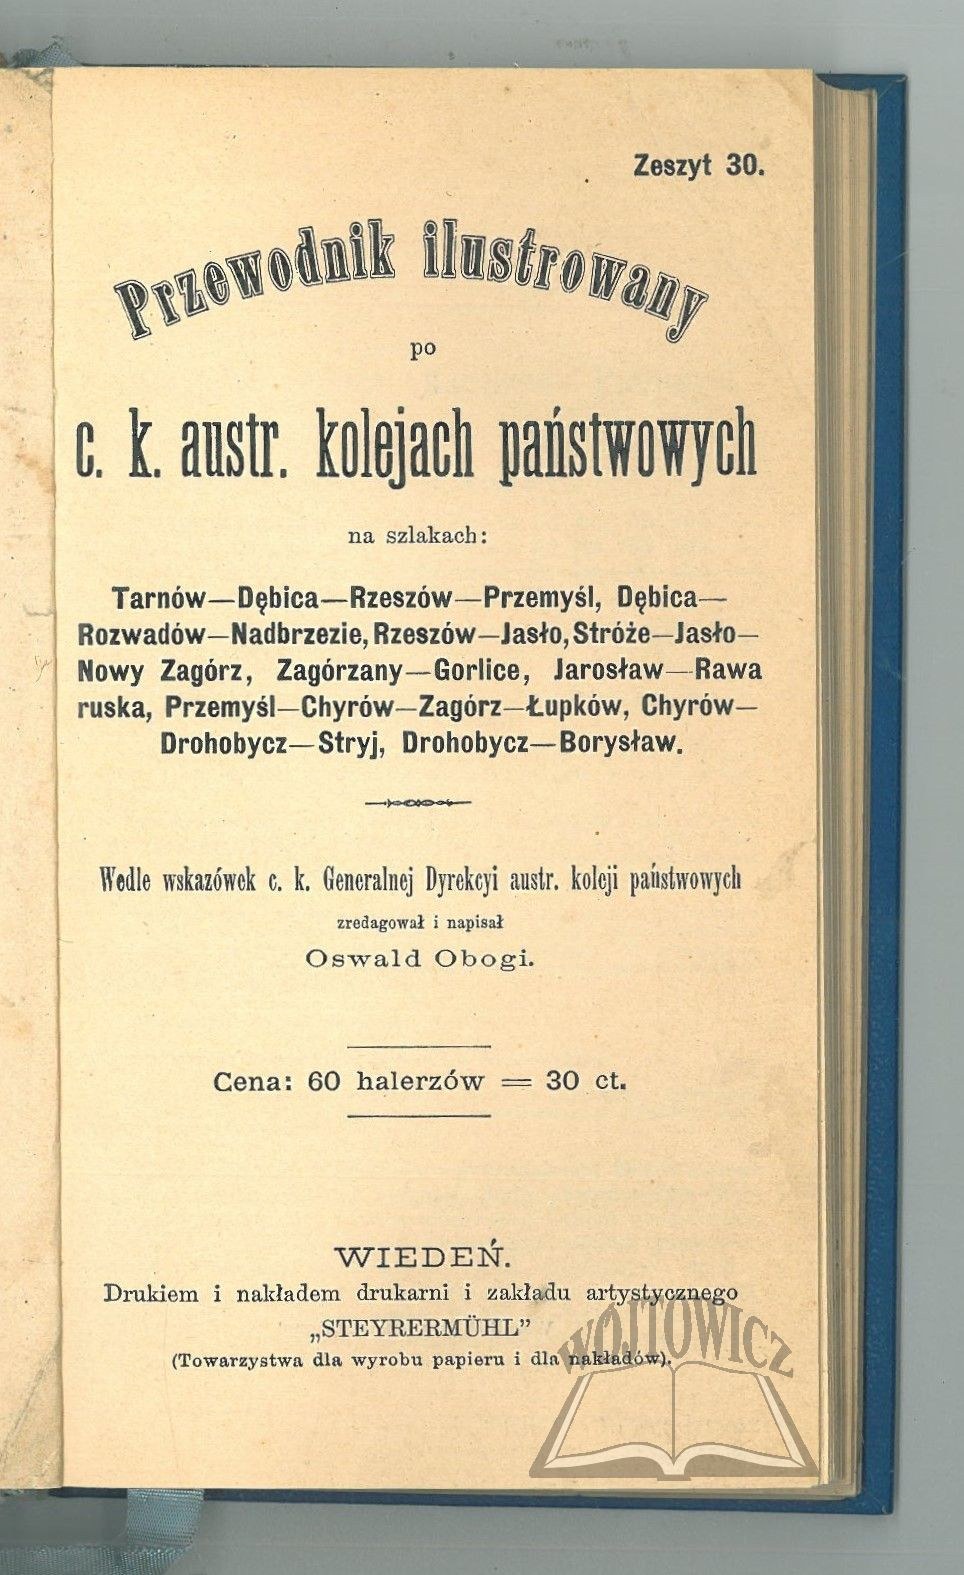 Zeszyt 30.
Przewodnik ilustrowany
po
c. k. austr. kolejach państwowych
na szlakach:
Tarnów—Dębica—Rzeszów—Przemyśl, Dębica—
Rozwadów—Nadbrzezie, Rzeszów—Jasło, Stróże—Jasło—
Nowy Zagórz, Zagórzany—Gorlice, Jarosław—Rawa
ruska, Przemyśl—Chyrów—Zagórz—Łupków, Chyrów—
Drohobycz—Stryj, Drohobycz—Borysław.
Wedle wskazówek c. k. Generalnej Dyrekcyi austr. koleji państwowych
zredagował i napisał
Oswald Obogi.
Cena: 60 halerzów = 30 ct.
WIEDEŃ.
Drukiem i nakładem drukarni i zakładu artystycznego
„STEYRERMÜHL”
(Towarzystwa dla wyrobu papieru i dla nakładów).
WÓJTOWICZ